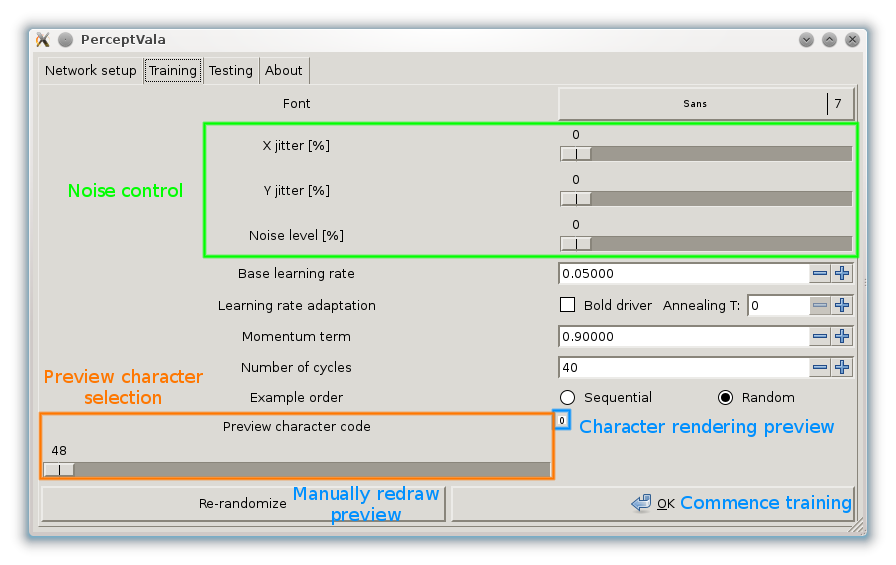 PerceptVala
Network setup Training Testing About
Font Sans 7
X jitter [%] 0
Noise control Y jitter [%] 0
Noise level [%] 0
Base learning rate 0.05000
Learning rate adaptation Bold driver Annealing T: 0
Momentum term 0.90000
Number of cycles 40
Preview character
selection
Example order Sequential Random
Preview character code 0 Character rendering preview
48
Re-randomize Manually redraw
preview
OK Commence training